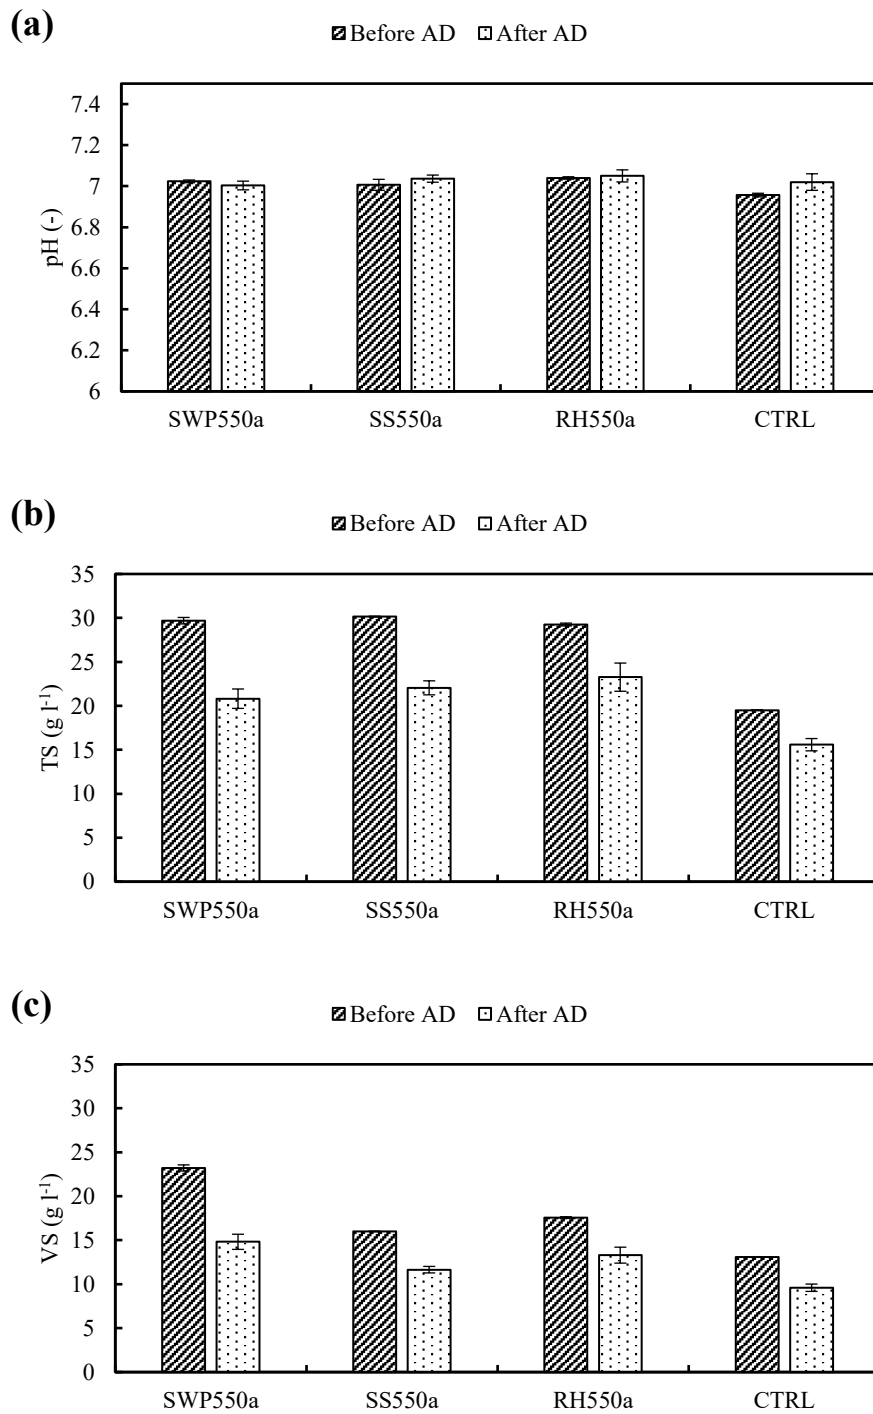 (a)
Before AD After AD
7.4
7.2
7
6.8
6.6
6.4
6.2
6
pH (-)
SWP550a SS550a RH550a CTRL
(b)
Before AD After AD
35
30
25
20
15
10
5
0
TS (g l⁻¹)
SWP550a SS550a RH550a CTRL
(c)
Before AD After AD
35
30
25
20
15
10
5
0
VS (g l⁻¹)
SWP550a SS550a RH550a CTRL